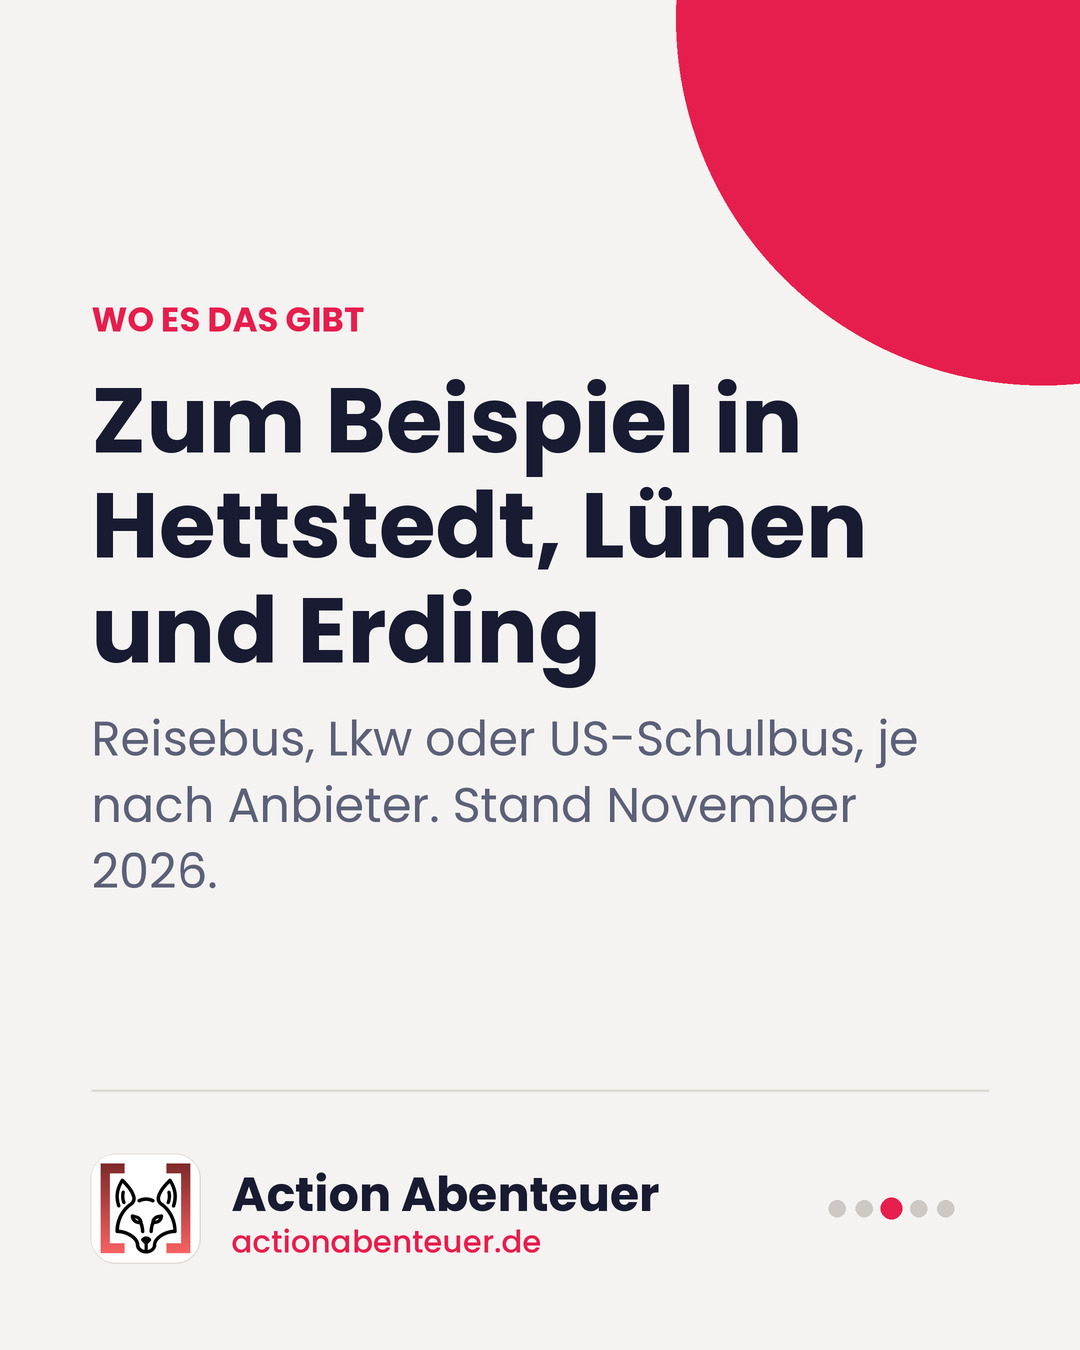 WO ES DAS GIBT
Zum Beispiel in
Hettstedt, Lünen
und Erding
Reisebus, Lkw oder US-Schulbus, je
nach Anbieter. Stand November
2026.
Action Abenteuer
actionabenteuer.de